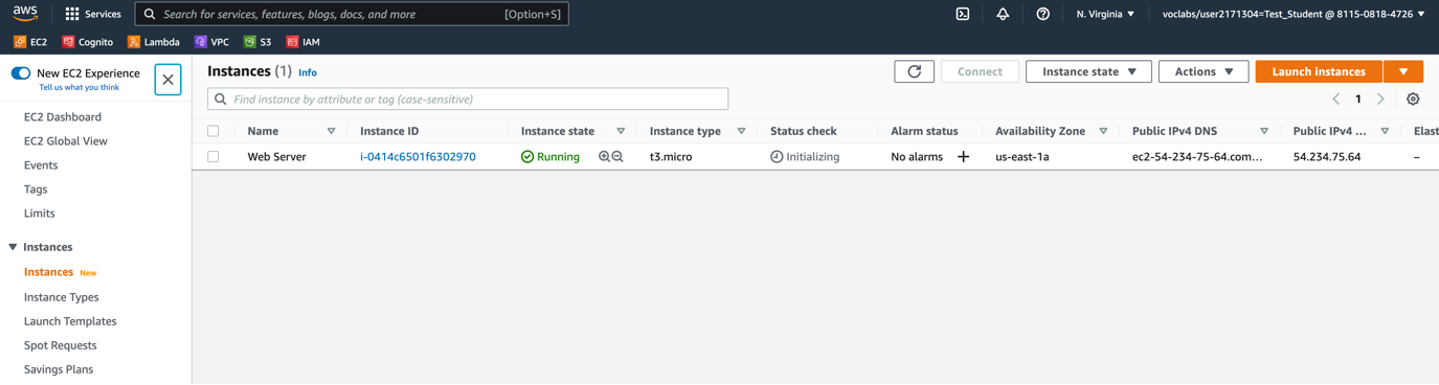 aws
Services
Search for services, features, blogs, docs, and more [Option+S]
N. Virginia
voclabs/user2171304=Test_Student @ 8115-0818-4726
EC2 Cognito Lambda VPC S3 IAM
New EC2 Experience
Tell us what you think
EC2 Dashboard
EC2 Global View
Events
Tags
Limits
Instances
Instances New
Instance Types
Launch Templates
Spot Requests
Savings Plans
Instances (1) Info
Connect
Instance state
Actions
Launch instances
Find instance by attribute or tag (case-sensitive)
1
Name Instance ID Instance state Instance type Status check Alarm status Availability Zone Public IPv4 DNS Public IPv4 ... Elast
Web Server i-0414c6501f6302970 Running t3.micro Initializing No alarms + us-east-1a ec2-54-234-75-64.com... 54.234.75.64 –